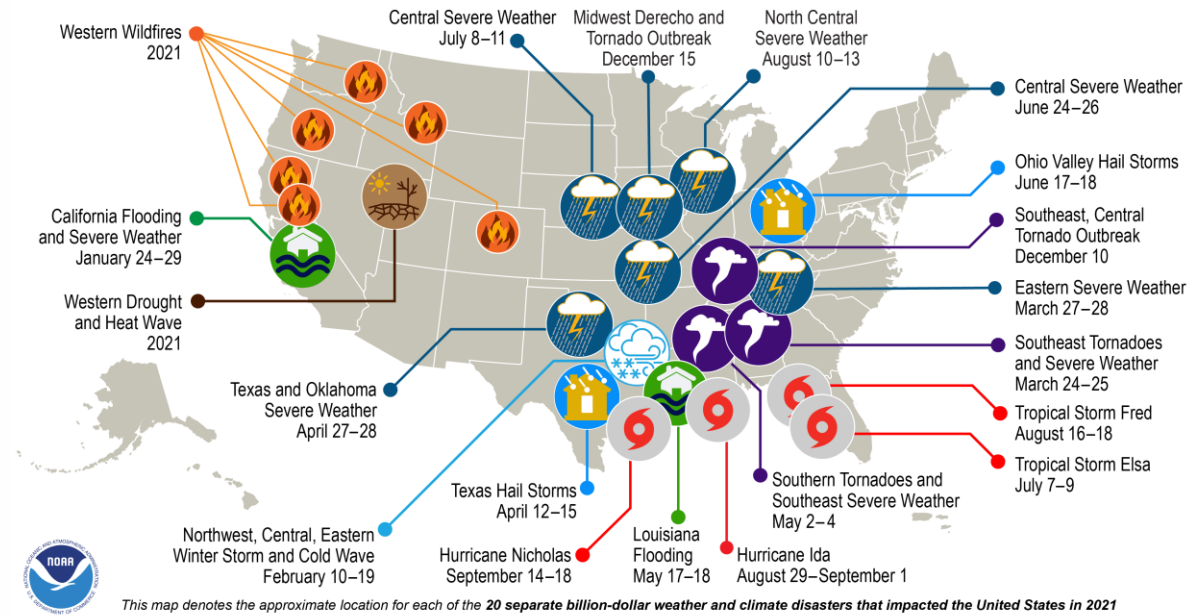 Western Wildfires
2021
Central Severe Weather
July 8–11
Midwest Derecho and
Tornado Outbreak
December 15
North Central
Severe Weather
August 10–13
Central Severe Weather
June 24–26
Ohio Valley Hail Storms
June 17–18
Southeast, Central
Tornado Outbreak
December 10
Eastern Severe Weather
March 27–28
Southeast Tornadoes
and Severe Weather
March 24–25
Tropical Storm Fred
August 16–18
Tropical Storm Elsa
July 7–9
California Flooding
and Severe Weather
January 24–29
Western Drought
and Heat Wave
2021
Texas and Oklahoma
Severe Weather
April 27–28
Texas Hail Storms
April 12–15
Northwest, Central, Eastern
Winter Storm and Cold Wave
February 10–19
Hurricane Nicholas
September 14–18
Louisiana
Flooding
May 17–18
Hurricane Ida
August 29–September 1
Southern Tornadoes and
Southeast Severe Weather
May 2–4
NATIONAL OCEANIC AND ATMOSPHERIC ADMINISTRATION
NOAA
U.S. DEPARTMENT OF COMMERCE
This map denotes the approximate location for each of the 20 separate billion-dollar weather and climate disasters that impacted the United States in 2021